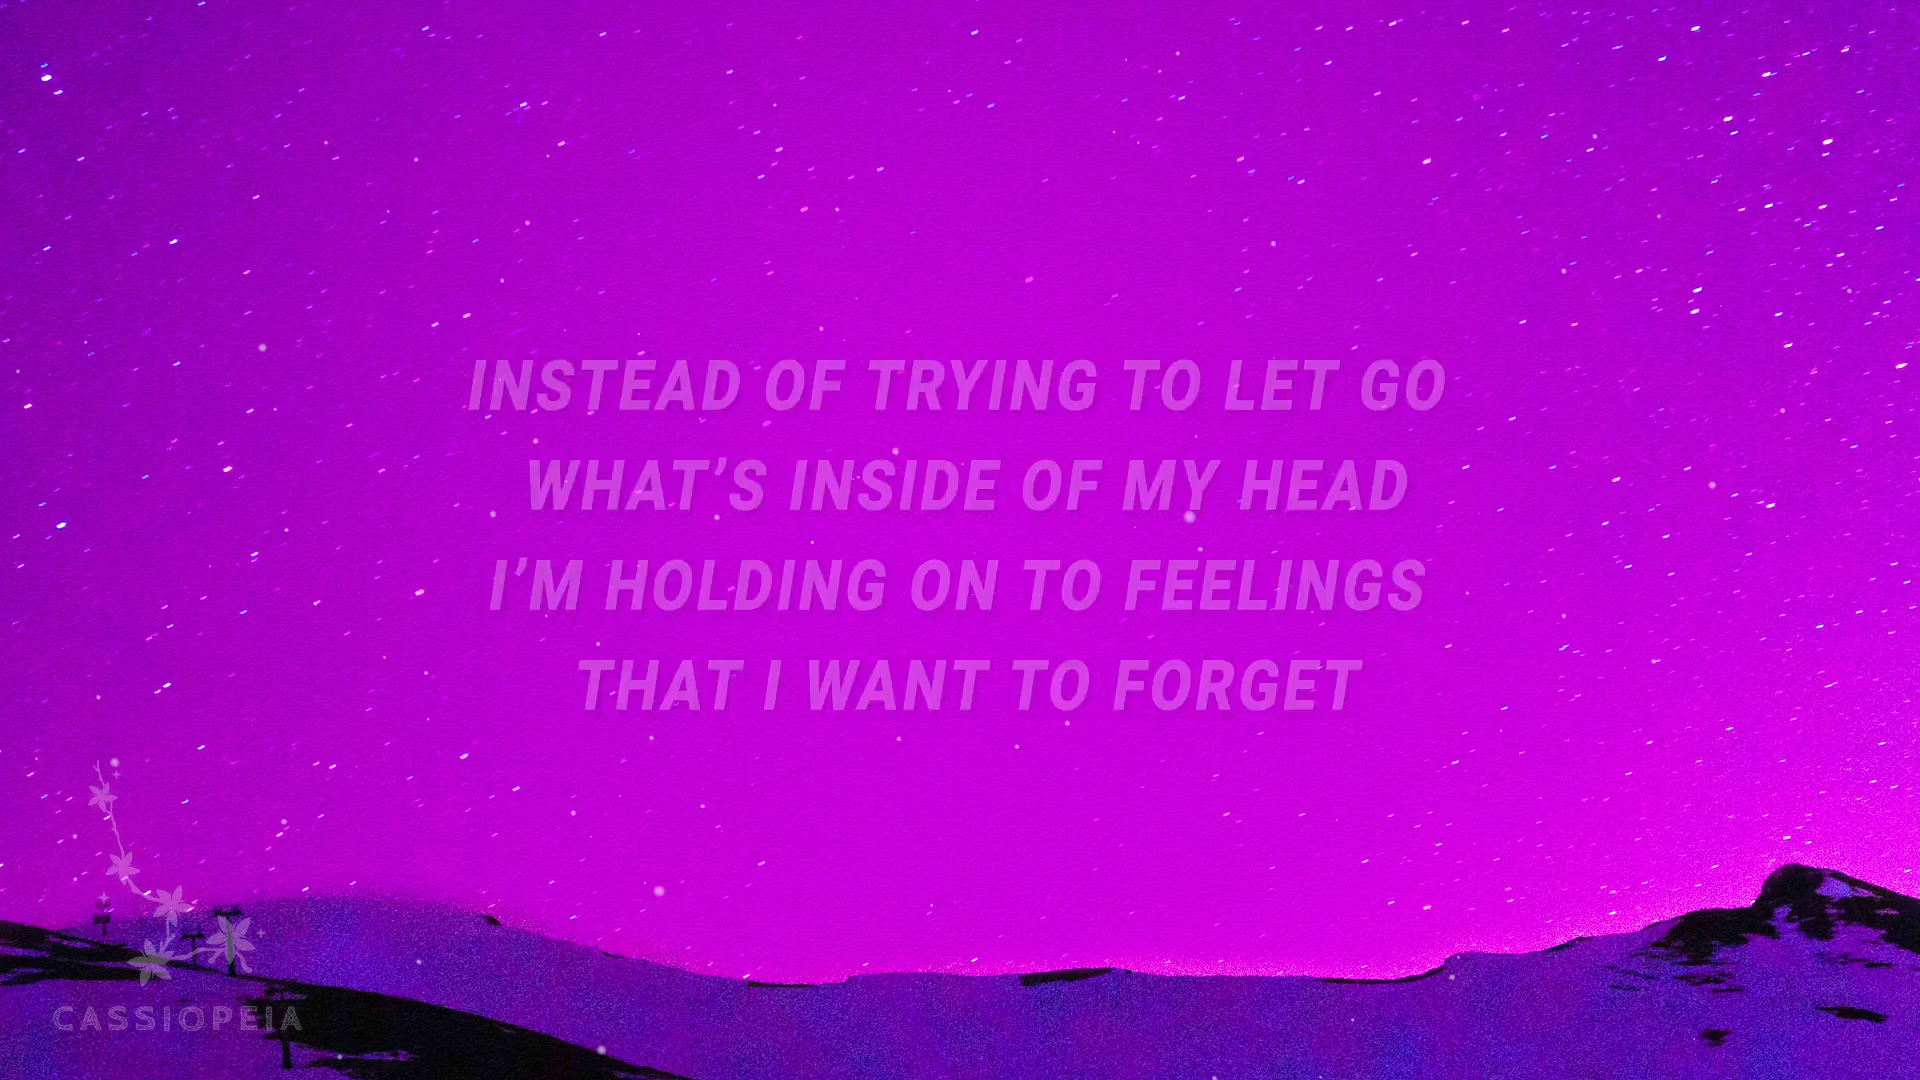 INSTEAD OF TRYING TO LET GO
WHAT’S INSIDE OF MY HEAD
I’M HOLDING ON TO FEELINGS
THAT I WANT TO FORGET
CASSIOPEIA